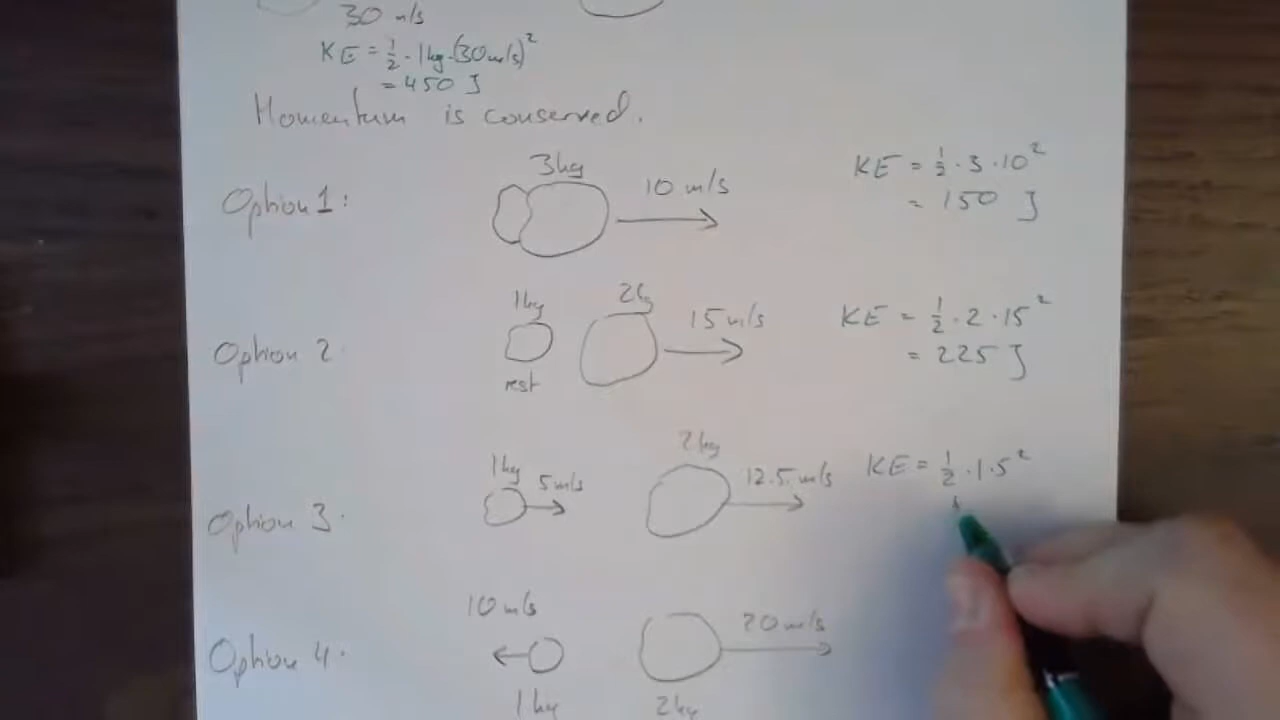 30 m/s
KE = 1/2 · 1kg · (30m/s)²
= 450 J
Momentum is conserved.
Option 1:
3kg
10 m/s
KE = 1/2 · 3 · 10²
= 150 J
Option 2
1kg
rest
2kg
15 m/s
KE = 1/2 · 2 · 15²
= 225 J
Option 3.
1kg
5 m/s
2kg
12.5 m/s
KE = 1/2 · 1 · 5²
Option 4.
10 m/s
1kg
2kg
20 m/s